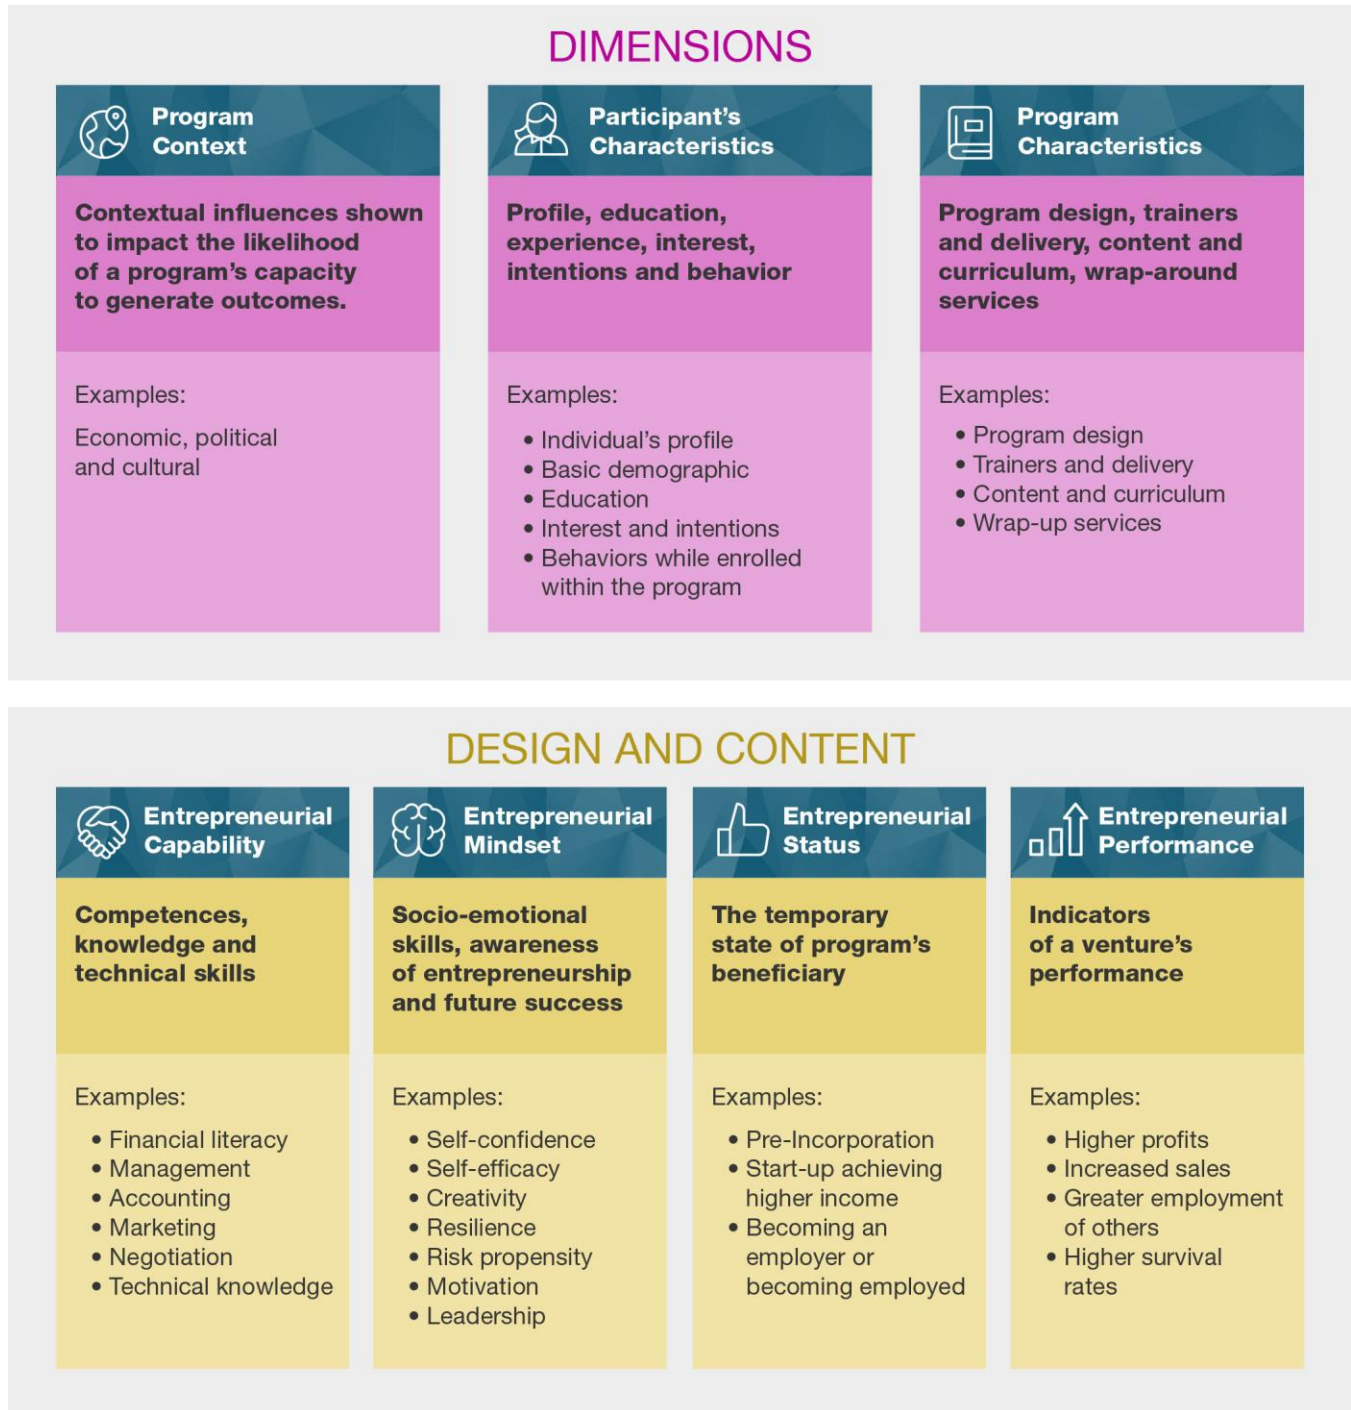 DIMENSIONS
Program
Context
Contextual influences shown
to impact the likelihood
of a program's capacity
to generate outcomes.
Examples:
Economic, political
and cultural
Participant's
Characteristics
Profile, education,
experience, interest,
intentions and behavior
Examples:
• Individual's profile
• Basic demographic
• Education
• Interest and intentions
• Behaviors while enrolled
within the program
Program
Characteristics
Program design, trainers
and delivery, content and
curriculum, wrap-around
services
Examples:
• Program design
• Trainers and delivery
• Content and curriculum
• Wrap-up services
DESIGN AND CONTENT
Entrepreneurial
Capability
Competences,
knowledge and
technical skills
Examples:
• Financial literacy
• Management
• Accounting
• Marketing
• Negotiation
• Technical knowledge
Entrepreneurial
Mindset
Socio-emotional
skills, awareness
of entrepreneurship
and future success
Examples:
• Self-confidence
• Self-efficacy
• Creativity
• Resilience
• Risk propensity
• Motivation
• Leadership
Entrepreneurial
Status
The temporary
state of program's
beneficiary
Examples:
• Pre-Incorporation
• Start-up achieving
higher income
• Becoming an
employer or
becoming employed
Entrepreneurial
Performance
Indicators
of a venture's
performance
Examples:
• Higher profits
• Increased sales
• Greater employment
of others
• Higher survival
rates